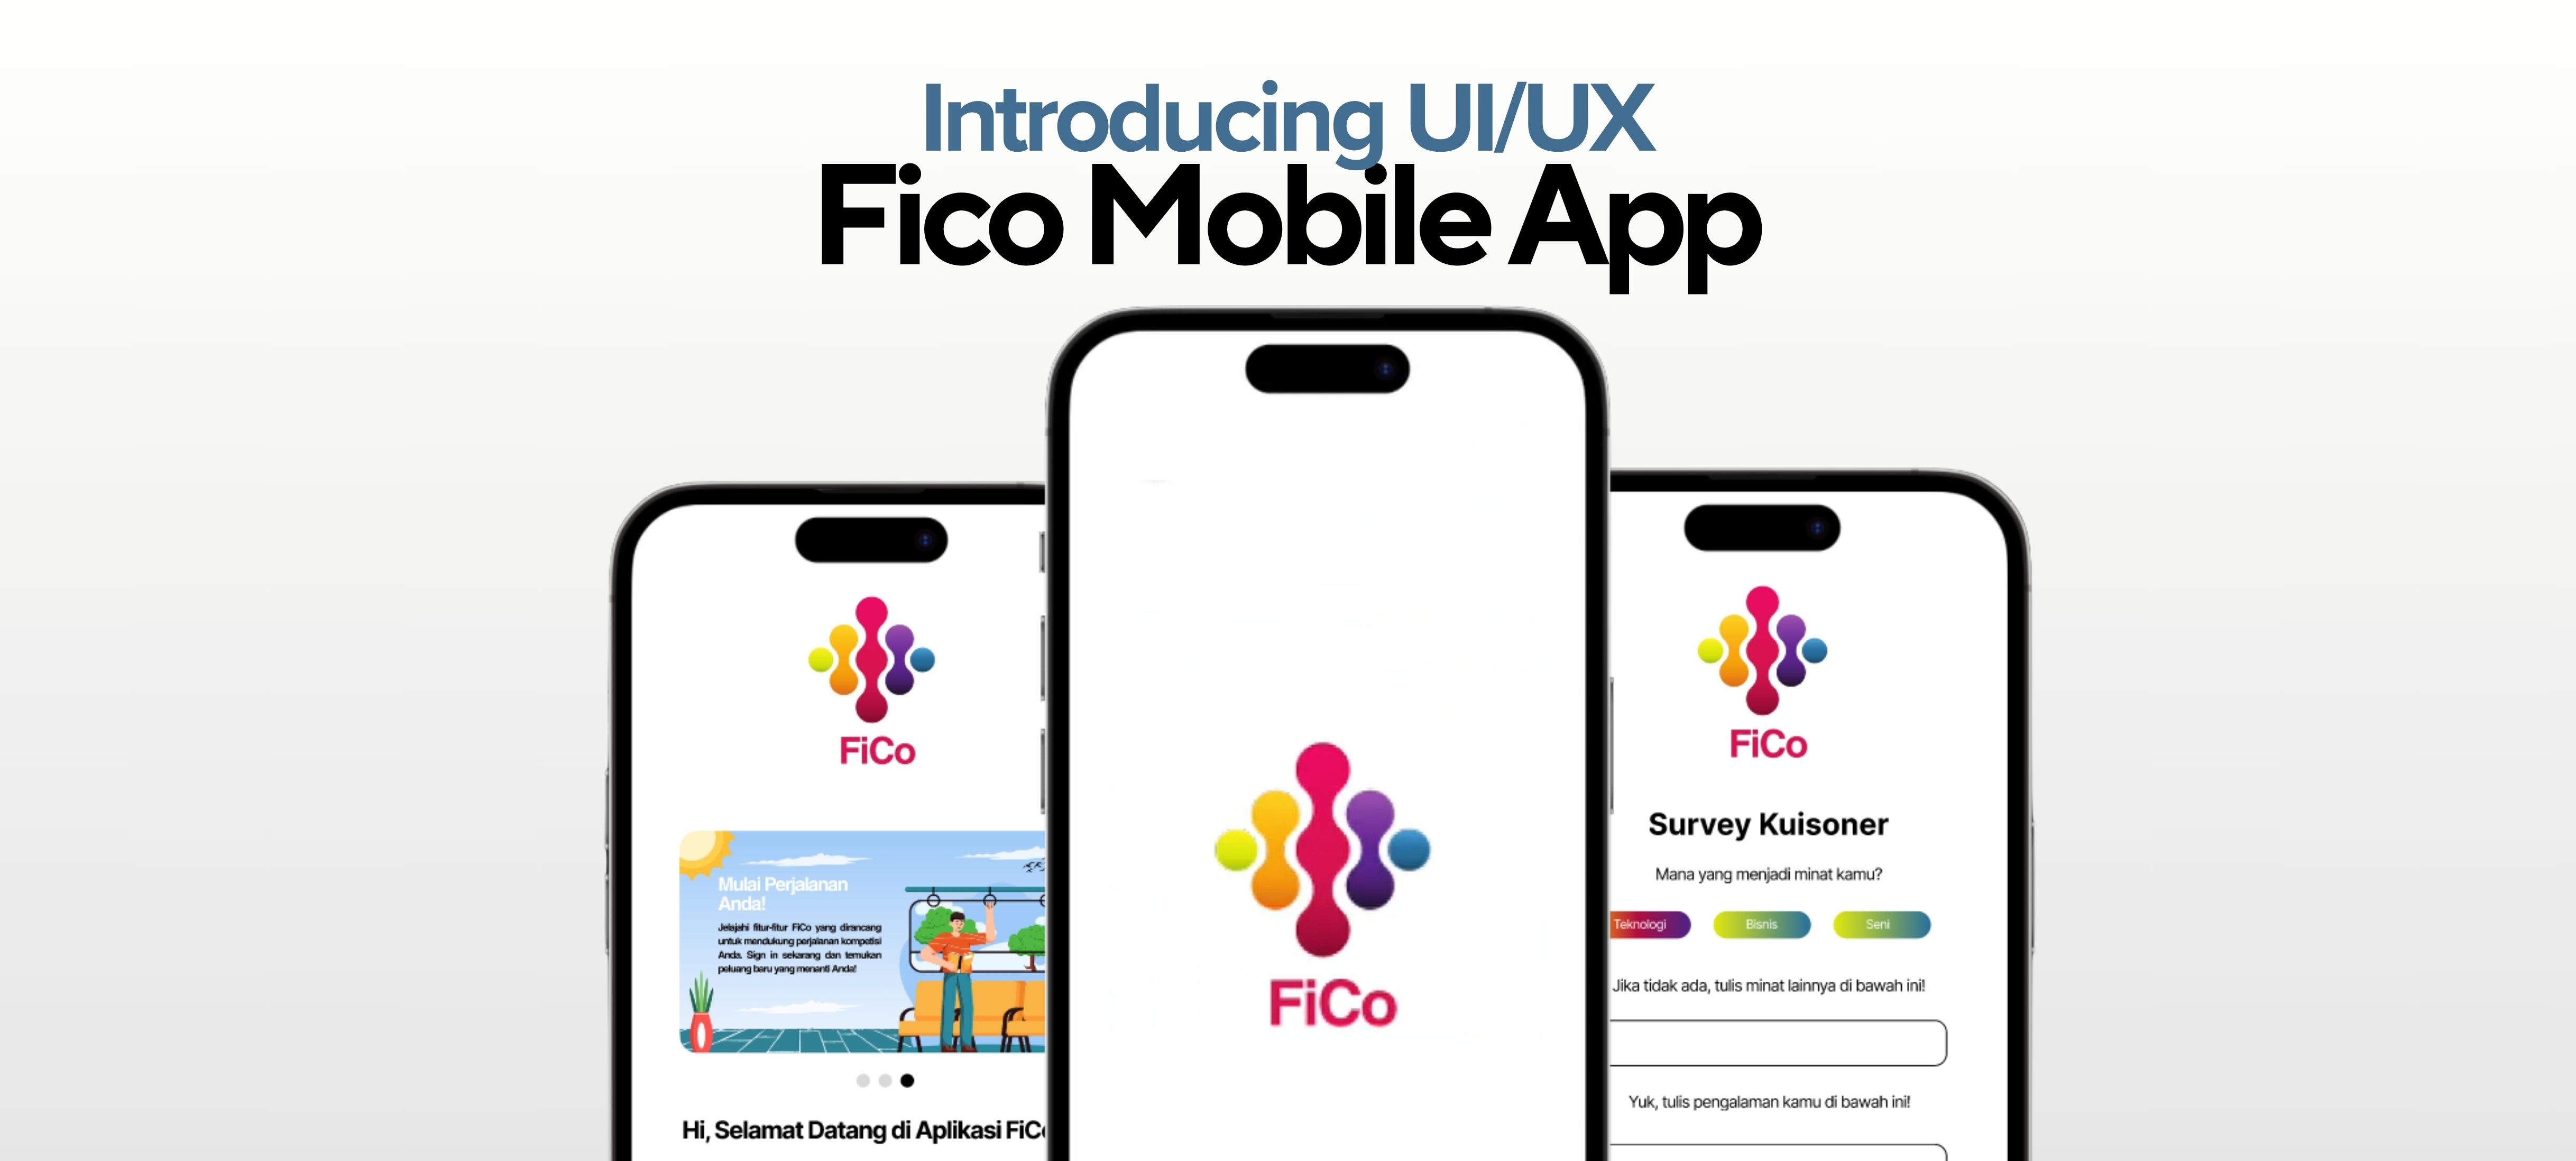 Introducing UI/UX
Fico Mobile App
FiCo
Mulai Perjalanan
Anda!
Jelajahi fitur-fitur FiCo yang dirancang
untuk mendukung perjalanan kompetisi
Anda. Sign in sekarang dan temukan
peluang baru yang menanti Anda!
Hi, Selamat Datang di Aplikasi FiCo
FiCo
FiCo
Survey Kuisoner
Mana yang menjadi minat kamu?
Teknologi
Bisnis
Seni
Jika tidak ada, tulis minat lainnya di bawah ini!
Yuk, tulis pengalaman kamu di bawah ini!